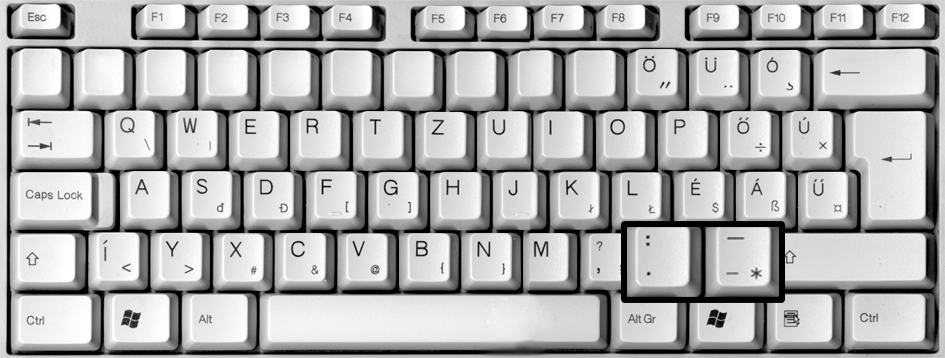 Esc F1 F2 F3 F4 F5 F6 F7 F8 F9 F10 F11 F12
Ö " Ü .. Ó ¸
Q \ W | E R T Z U I O P Ő ÷ Ú ×
Caps Lock A S đ D Đ F [ G ] H J K ł L Ł É $ Á ß Ű ¤
Í < Y > X # C & V @ B { N } M ? , ; : . – - *
Ctrl Alt Alt Gr Ctrl